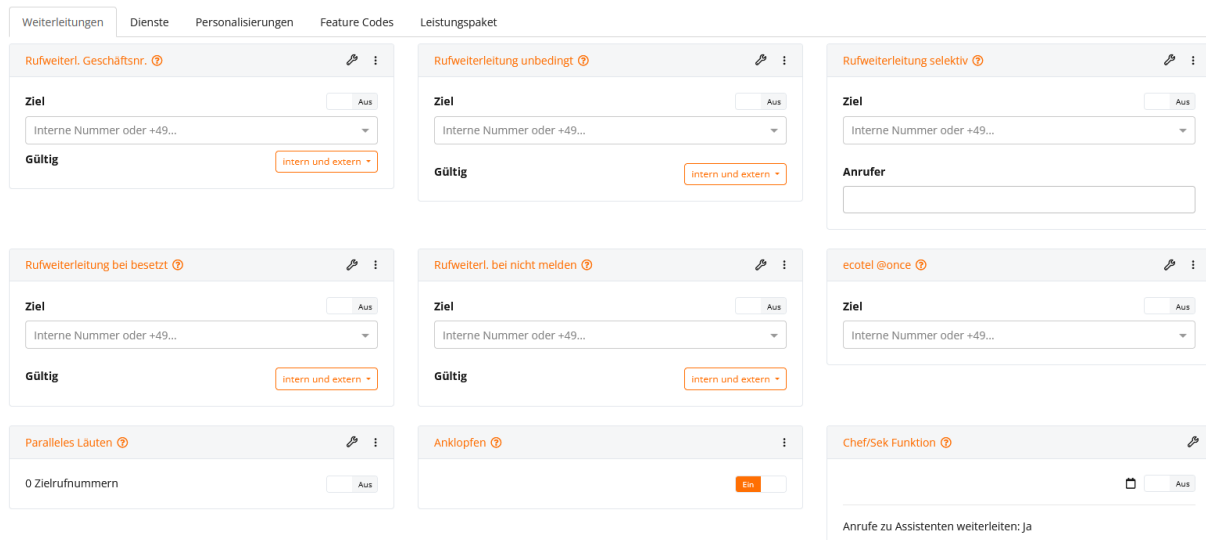 Weiterleitungen Dienste Personalisierungen Feature Codes Leistungspaket
Rufweiterl. Geschäftsnr.
Ziel Aus
Interne Nummer oder +49...
Gültig intern und extern
Rufweiterleitung unbedingt
Ziel Aus
Interne Nummer oder +49...
Gültig intern und extern
Rufweiterleitung selektiv
Ziel Aus
Interne Nummer oder +49...
Anrufer
Rufweiterleitung bei besetzt
Ziel Aus
Interne Nummer oder +49...
Gültig intern und extern
Rufweiterl. bei nicht melden
Ziel Aus
Interne Nummer oder +49...
Gültig intern und extern
ecotel @once
Ziel Aus
Interne Nummer oder +49...
Paralleles Läuten
0 Zielrufnummern Aus
Anklopfen
Ein
Chef/Sek Funktion
Aus
Anrufe zu Assistenten weiterleiten: Ja